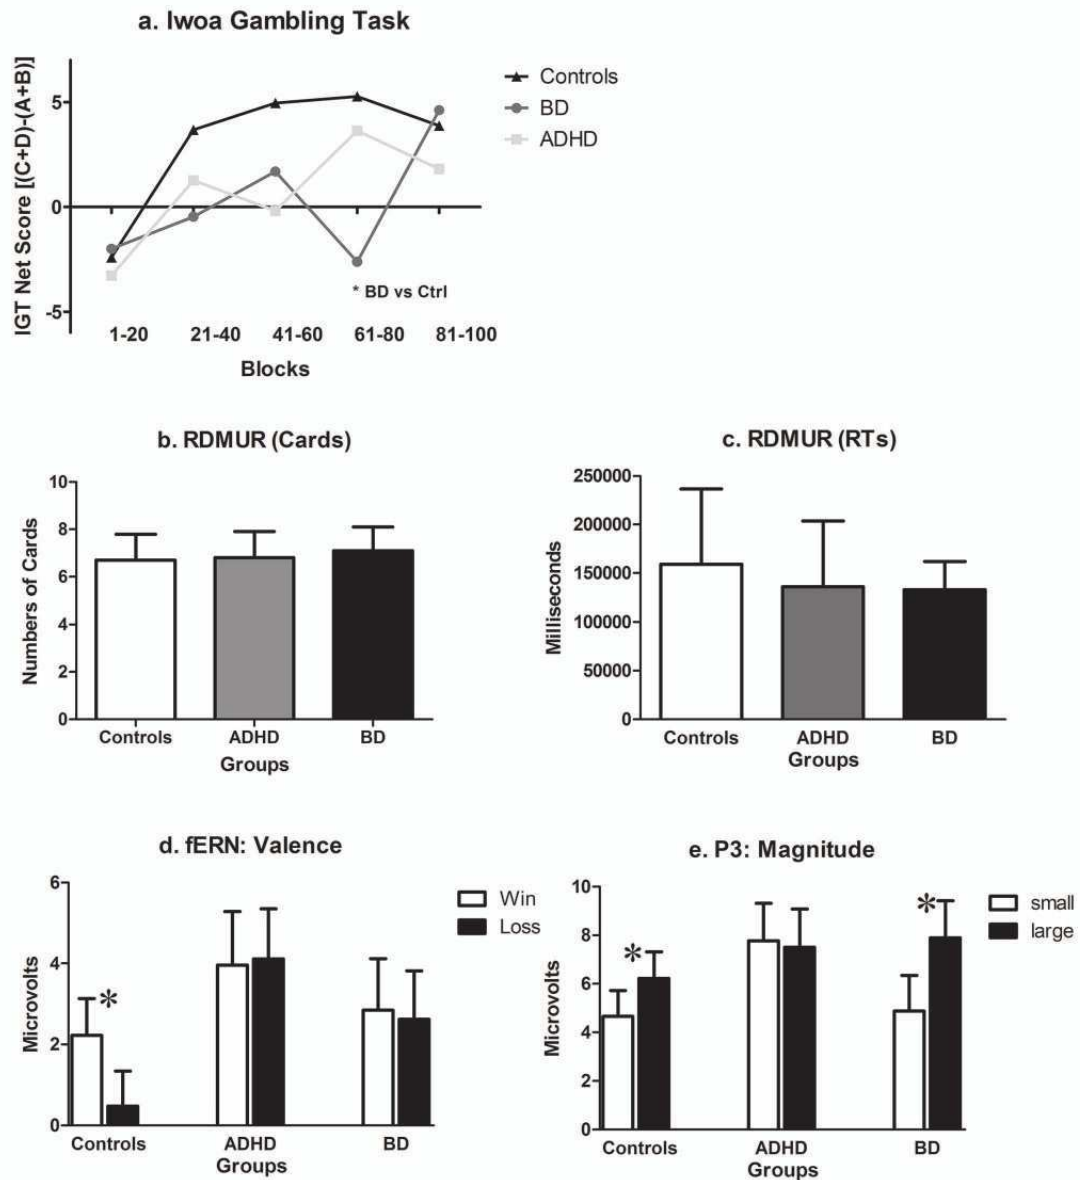 a. Iwoa Gambling Task
IGT Net Score [(C+D)-(A+B)]
5
0
-5
Controls
BD
ADHD
* BD vs Ctrl
1-20 21-40 41-60 61-80 81-100
Blocks
b. RDMUR (Cards)
Numbers of Cards
10
8
6
4
2
0
Controls ADHD BD
Groups
c. RDMUR (RTs)
Milliseconds
250000
200000
150000
100000
50000
0
Controls ADHD BD
Groups
d. fERN: Valence
Microvolts
6
4
2
0
*
Win
Loss
Controls ADHD BD
Groups
e. P3: Magnitude
Microvolts
10
8
6
4
2
0
* *
small
large
Controls ADHD BD
Groups